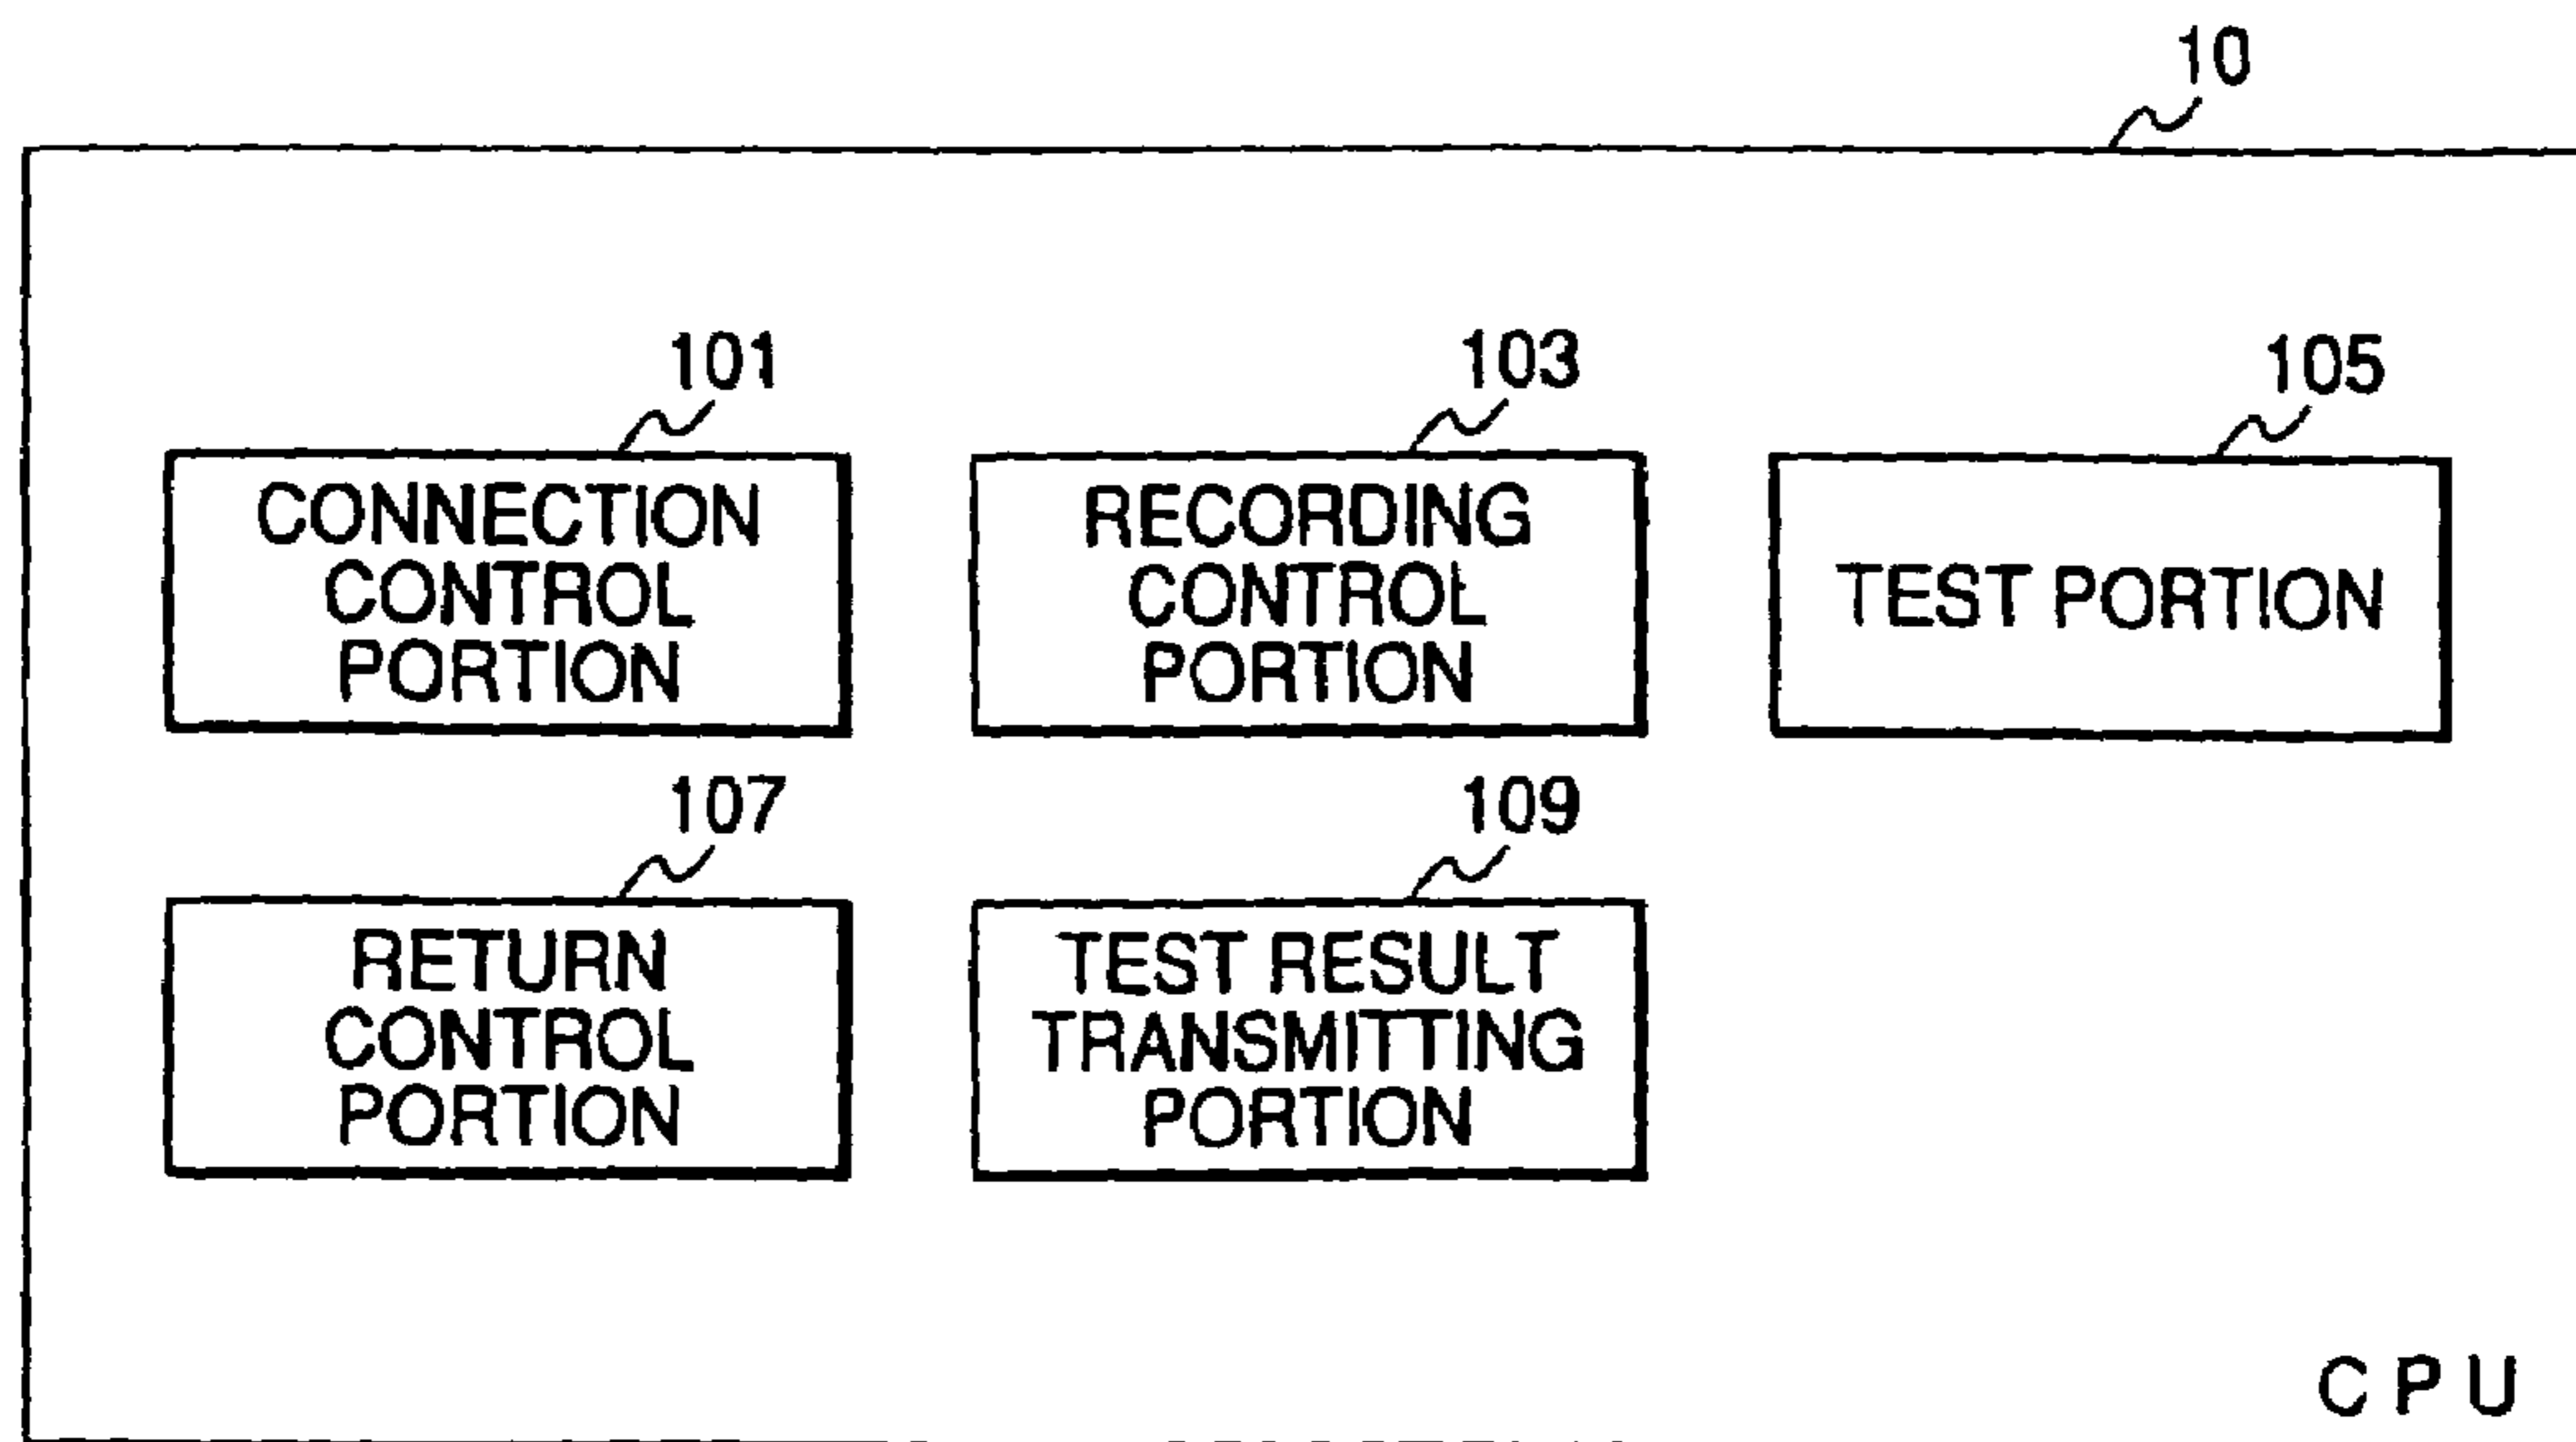 10
101
CONNECTION
CONTROL
PORTION
103
RECORDING
CONTROL
PORTION
105
TEST PORTION
107
RETURN
CONTROL
PORTION
109
TEST RESULT
TRANSMITTING
PORTION
CPU